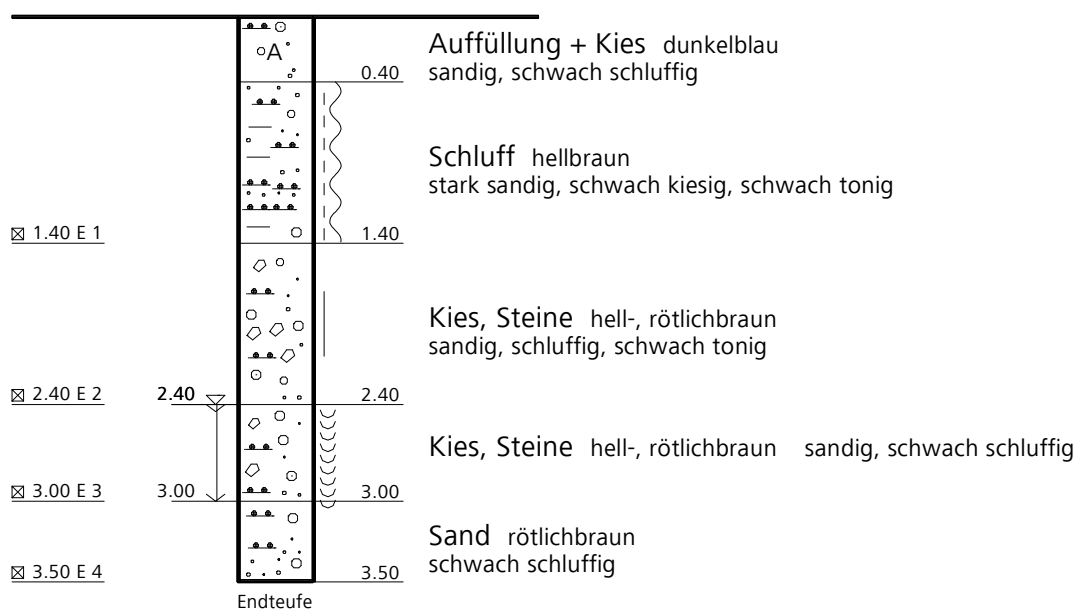 Auffüllung + Kies dunkelblau
A
sandig, schwach schluffig
0.40
Schluff hellbraun
stark sandig, schwach kiesig, schwach tonig
1.40 E 1
1.40
Kies, Steine hell-, rötlichbraun
sandig, schluffig, schwach tonig
2.40 E 2
2.40
2.40
Kies, Steine hell-, rötlichbraun sandig, schwach schluffig
3.00 E 3
3.00
3.00
Sand rötlichbraun
schwach schluffig
3.50 E 4
3.50
Endteufe